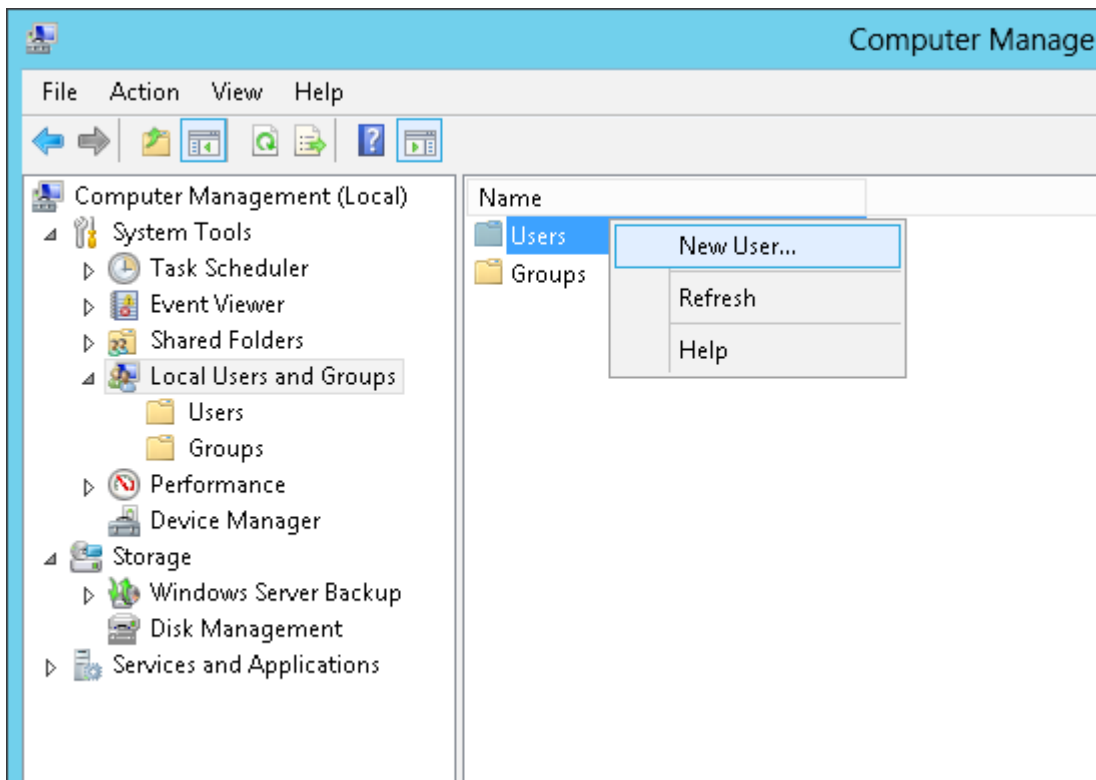 Computer Manage
File Action View Help
Computer Management (Local)
System Tools
Task Scheduler
Event Viewer
Shared Folders
Local Users and Groups
Users
Groups
Performance
Device Manager
Storage
Windows Server Backup
Disk Management
Services and Applications
Name
Users
Groups
New User...
Refresh
Help